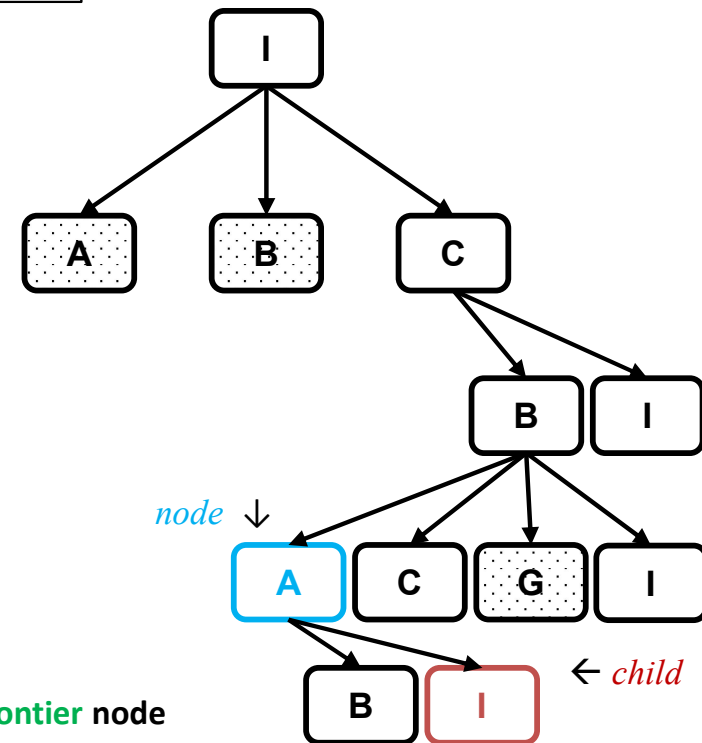 I
A B C
B I
node ↓
A C G I
← child
B I
ontier node